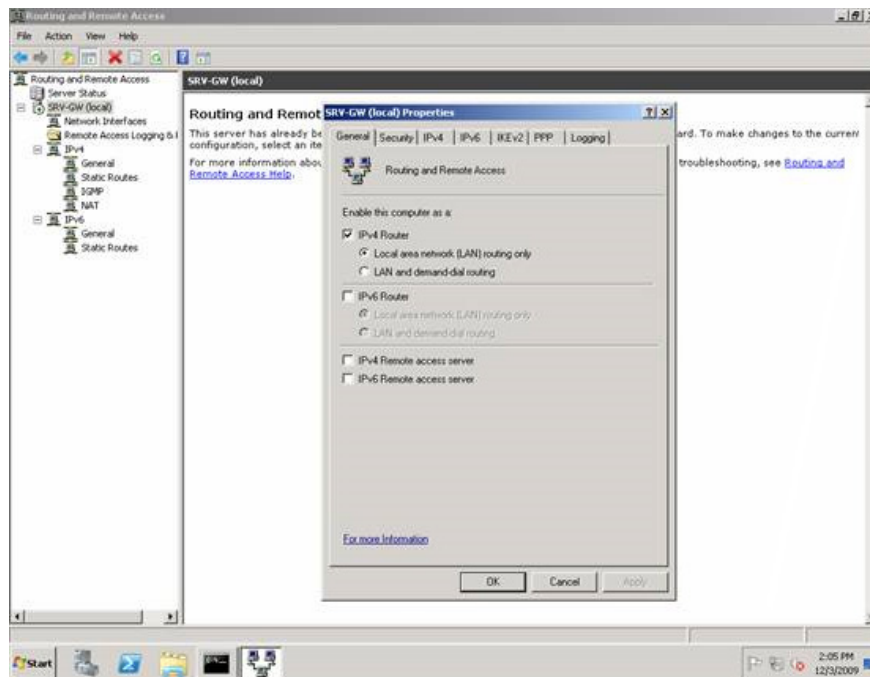 Routing and Remote Access
File Action View Help
Routing and Remote Access
Server Status
SRV-GW (local)
Network Interfaces
Remote Access Logging &
IPv4
General
Static Routes
IGMP
NAT
IPv6
General
Static Routes
SRV-GW (local)
Routing and Remot
This server has already be
configuration, select an ite
For more information abou
Remote Access Help.
ard. To make changes to the curren
troubleshooting, see Routing and
SRV-GW (local) Properties
General Security IPv4 IPv6 IKEv2 PPP Logging
Routing and Remote Access
Enable this computer as a:
IPv4 Router
Local area network (LAN) routing only
LAN and demand-dial routing
IPv6 Router
Local area network (LAN) routing only
LAN and demand-dial routing
IPv4 Remote access server
IPv6 Remote access server
For more Information
OK Cancel Apply
Start
2:05 PM
12/3/2009